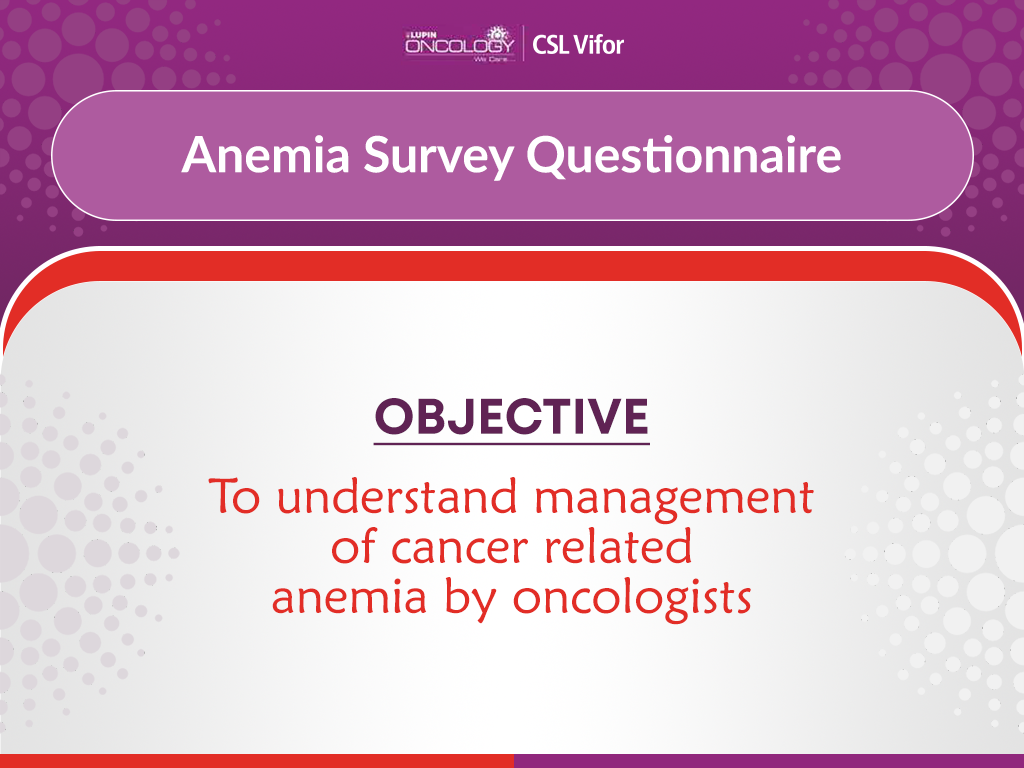 LUPIN
ONCOLOGY
We Care
CSL Vifor
Anemia Survey Questionnaire
OBJECTIVE
To understand management
of cancer related
anemia by oncologists